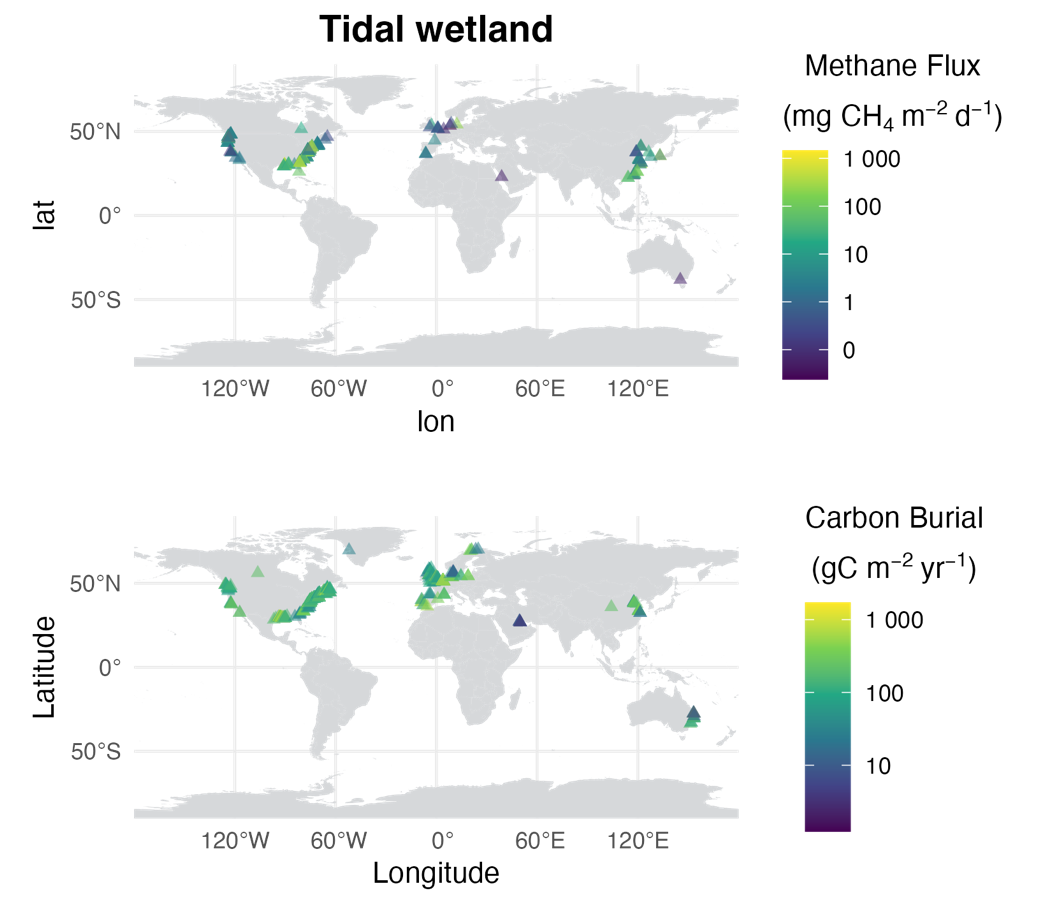 Tidal wetland
Methane Flux
(mg CH₄ m⁻² d⁻¹)
1 000
100
10
1
0
50°N
0°
50°S
lat
120°W 60°W 0° 60°E 120°E
lon
Carbon Burial
(gC m⁻² yr⁻¹)
1 000
100
10
50°N
0°
50°S
Latitude
120°W 60°W 0° 60°E 120°E
Longitude